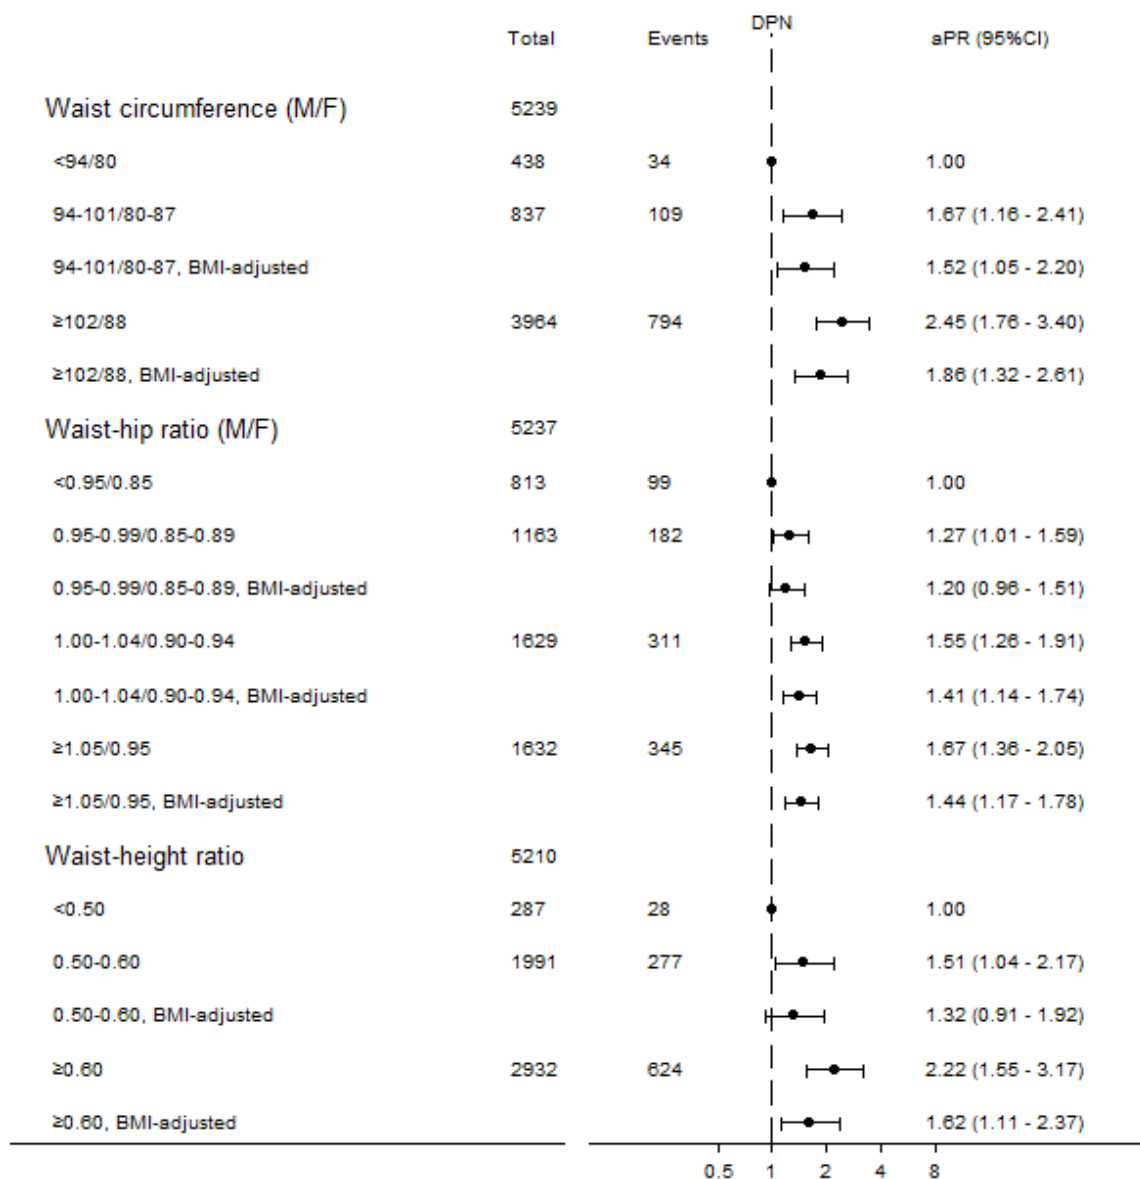 DPN
Total Events aPR (95%CI)
Waist circumference (M/F) 5239
<94/80 438 34 1.00
94-101/80-87 837 109 1.67 (1.16 - 2.41)
94-101/80-87, BMI-adjusted 1.52 (1.05 - 2.20)
≥102/88 3964 794 2.45 (1.76 - 3.40)
≥102/88, BMI-adjusted 1.86 (1.32 - 2.61)
Waist-hip ratio (M/F) 5237
<0.95/0.85 813 99 1.00
0.95-0.99/0.85-0.89 1163 182 1.27 (1.01 - 1.59)
0.95-0.99/0.85-0.89, BMI-adjusted 1.20 (0.96 - 1.51)
1.00-1.04/0.90-0.94 1629 311 1.55 (1.26 - 1.91)
1.00-1.04/0.90-0.94, BMI-adjusted 1.41 (1.14 - 1.74)
≥1.05/0.95 1632 345 1.67 (1.36 - 2.05)
≥1.05/0.95, BMI-adjusted 1.44 (1.17 - 1.78)
Waist-height ratio 5210
<0.50 287 28 1.00
0.50-0.60 1991 277 1.51 (1.04 - 2.17)
0.50-0.60, BMI-adjusted 1.32 (0.91 - 1.92)
≥0.60 2932 624 2.22 (1.55 - 3.17)
≥0.60, BMI-adjusted 1.62 (1.11 - 2.37)
0.5 1 2 4 8